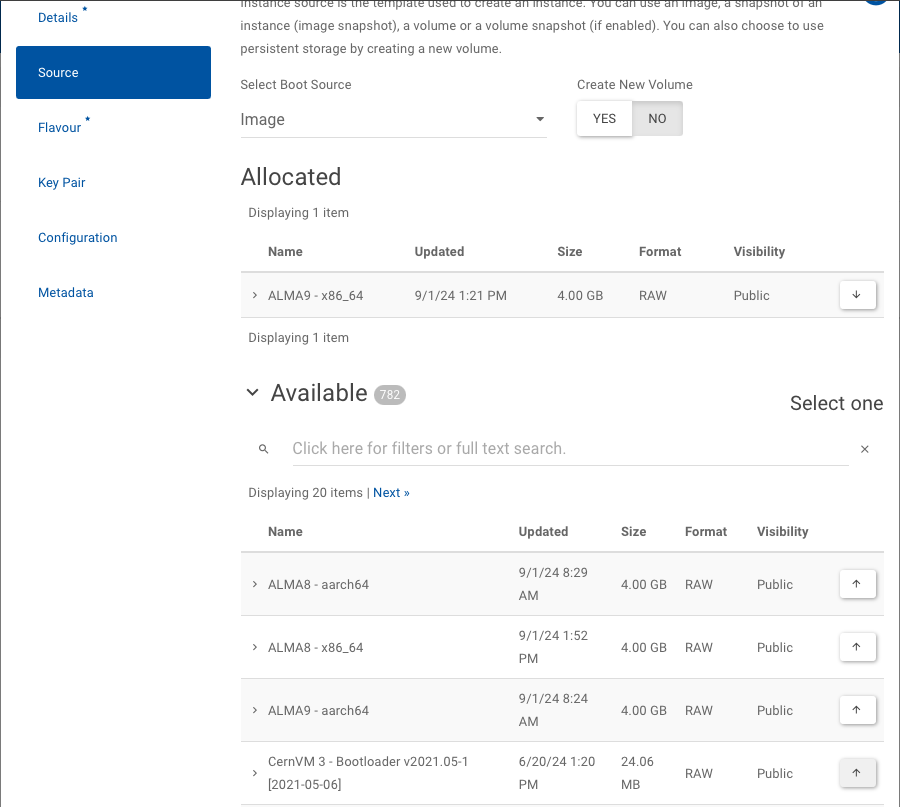 Details *
Source
Flavour *
Key Pair
Configuration
Metadata
instance source is the template used to create an instance. You can use an image, a snapshot of an
instance (image snapshot), a volume or a volume snapshot (if enabled). You can also choose to use
persistent storage by creating a new volume.
Select Boot Source Create New Volume
Image YES NO
Allocated
Displaying 1 item
Name Updated Size Format Visibility
ALMA9 - x86_64 9/1/24 1:21 PM 4.00 GB RAW Public
Displaying 1 item
Available 782
Select one
Click here for filters or full text search.
Displaying 20 items | Next »
Name Updated Size Format Visibility
ALMA8 - aarch64 9/1/24 8:29 4.00 GB RAW Public
AM
ALMA8 - x86_64 9/1/24 1:52 4.00 GB RAW Public
PM
ALMA9 - aarch64 9/1/24 8:24 4.00 GB RAW Public
AM
CernVM 3 - Bootloader v2021.05-1 6/20/24 1:20 24.06 RAW Public
[2021-05-06] PM MB